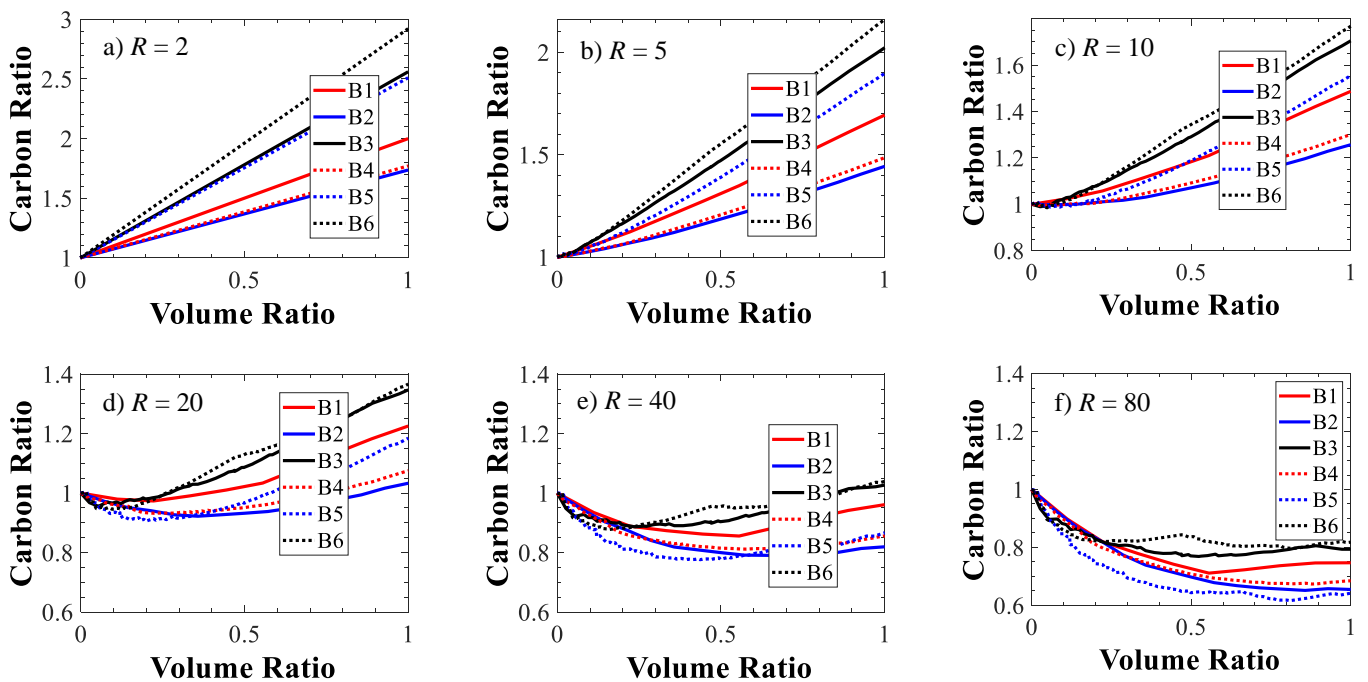 a) R = 2
Carbon Ratio
3
2.5
2
1.5
1
0
0.5
1
Volume Ratio
B1
B2
B3
B4
B5
B6
b) R = 5
Carbon Ratio
2
1.5
1
0
0.5
1
Volume Ratio
B1
B2
B3
B4
B5
B6
c) R = 10
Carbon Ratio
1.6
1.4
1.2
1
0.8
0
0.5
1
Volume Ratio
B1
B2
B3
B4
B5
B6
d) R = 20
Carbon Ratio
1.4
1.2
1
0.8
0.6
0
0.5
1
Volume Ratio
B1
B2
B3
B4
B5
B6
e) R = 40
Carbon Ratio
1.4
1.2
1
0.8
0.6
0
0.5
1
Volume Ratio
B1
B2
B3
B4
B5
B6
f) R = 80
Carbon Ratio
1.4
1.2
1
0.8
0.6
0
0.5
1
Volume Ratio
B1
B2
B3
B4
B5
B6